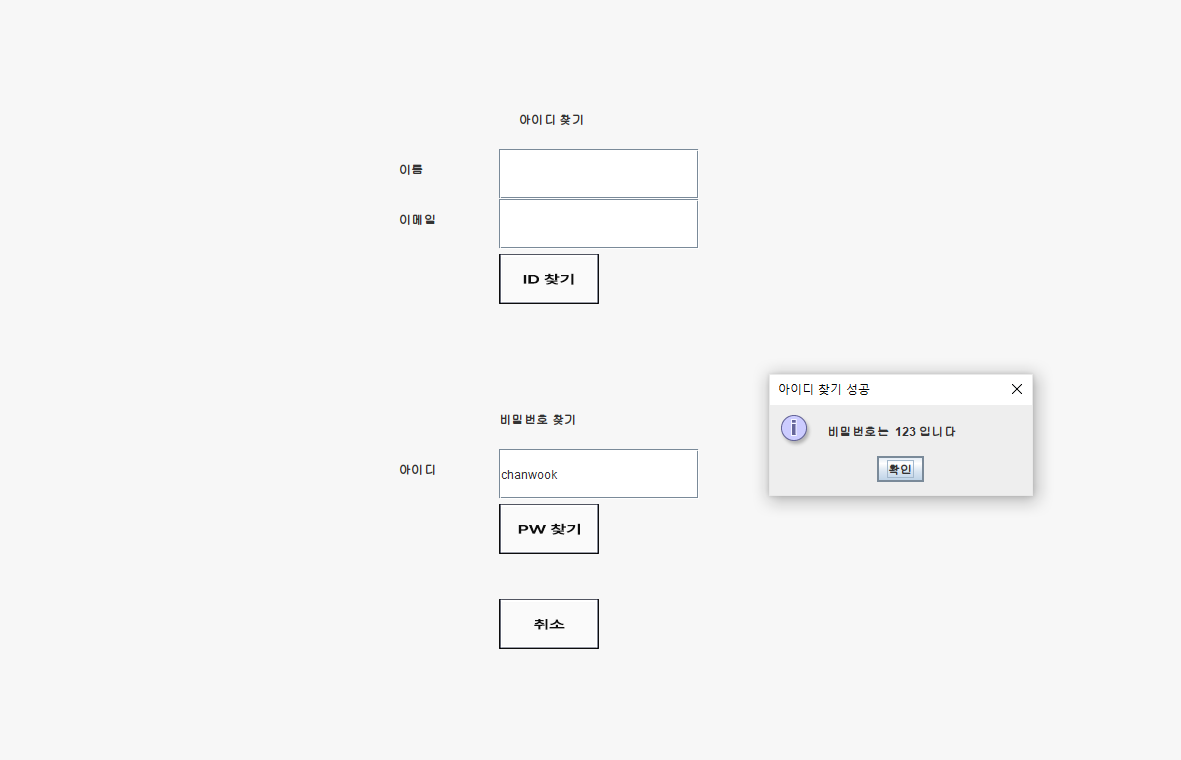 아이디 찾기
이름
이메일
ID 찾기
비밀번호 찾기
아이디
chanwook
PW 찾기
취소
아이디 찾기 성공
비밀번호는 123 입니다
확인